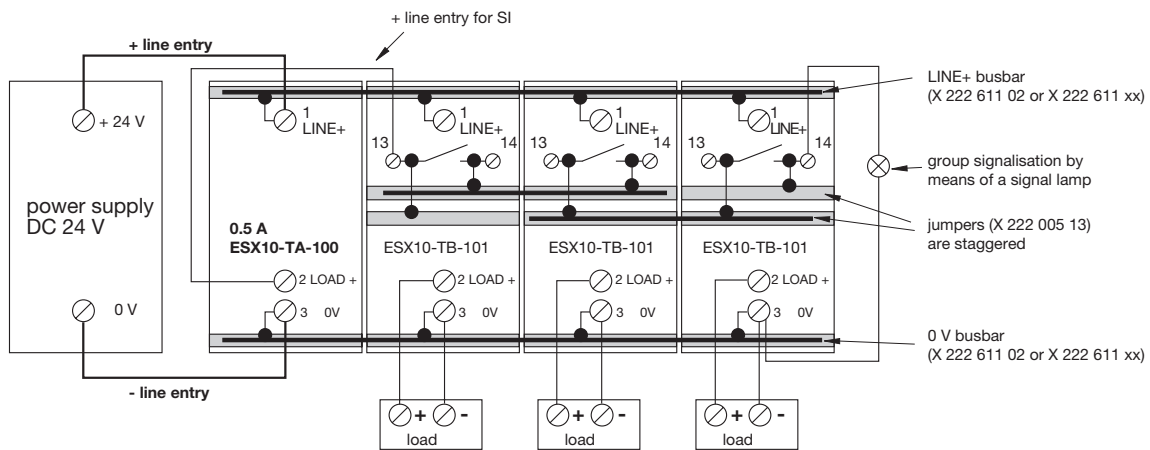 + line entry for SI
+ line entry
LINE+ busbar
(X 222 611 02 or X 222 611 xx)
+ 24 V
1
LINE+
1
LINE+
1
LINE+
1
LINE+
13
14
13
14
13
14
group signalisation by
means of a signal lamp
power supply
DC 24 V
jumpers (X 222 005 13)
are staggered
0.5 A
ESX10-TA-100
ESX10-TB-101
ESX10-TB-101
ESX10-TB-101
2 LOAD +
2 LOAD +
2 LOAD +
2 LOAD +
0 V
3 0V
3 0V
3 0V
3 0V
0 V busbar
(X 222 611 02 or X 222 611 xx)
- line entry
+ -
load
+ -
load
+ -
load